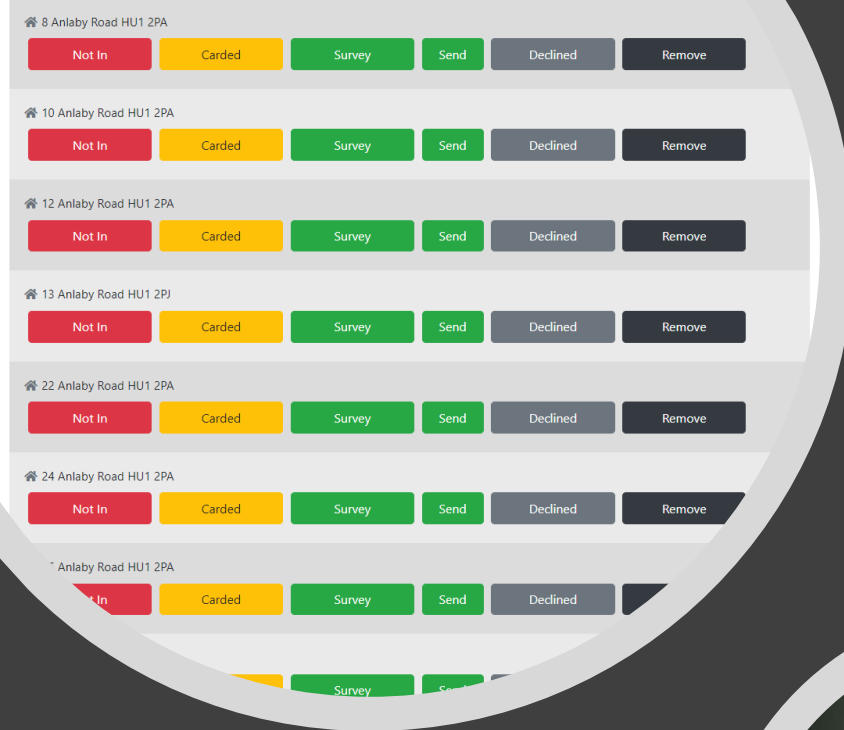 8 Anlaby Road HU1 2PA
Not In Carded Survey Send Declined Remove
10 Anlaby Road HU1 2PA
Not In Carded Survey Send Declined Remove
12 Anlaby Road HU1 2PA
Not In Carded Survey Send Declined Remove
13 Anlaby Road HU1 2PJ
Not In Carded Survey Send Declined Remove
22 Anlaby Road HU1 2PA
Not In Carded Survey Send Declined Remove
24 Anlaby Road HU1 2PA
Not In Carded Survey Send Declined Remove
Anlaby Road HU1 2PA
In Carded Survey Send Declined
Survey